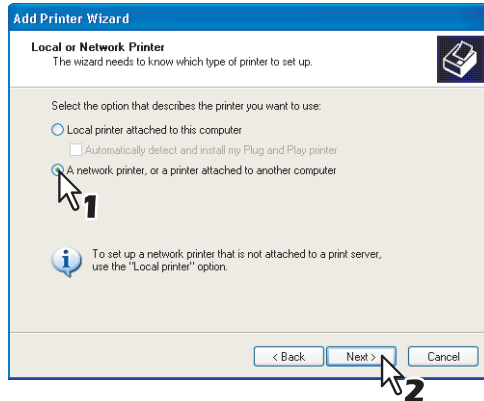 Add Printer Wizard
Local or Network Printer
The wizard needs to know which type of printer to set up.
Select the option that describes the printer you want to use:
Local printer attached to this computer
Automatically detect and install my Plug and Play printer
A network printer, or a printer attached to another computer
1
To set up a network printer that is not attached to a print server,
use the "Local printer" option.
< Back Next > Cancel
2